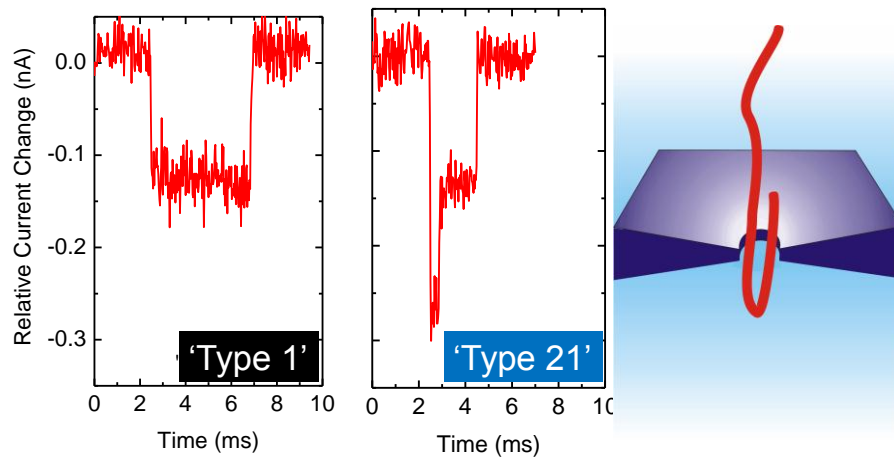 Relative Current Change (nA)
0.0
-0.1
-0.2
-0.3
‘Type 1’
0 2 4 6 8 10
Time (ms)
‘Type 21’
0 2 4 6 8 10
Time (ms)